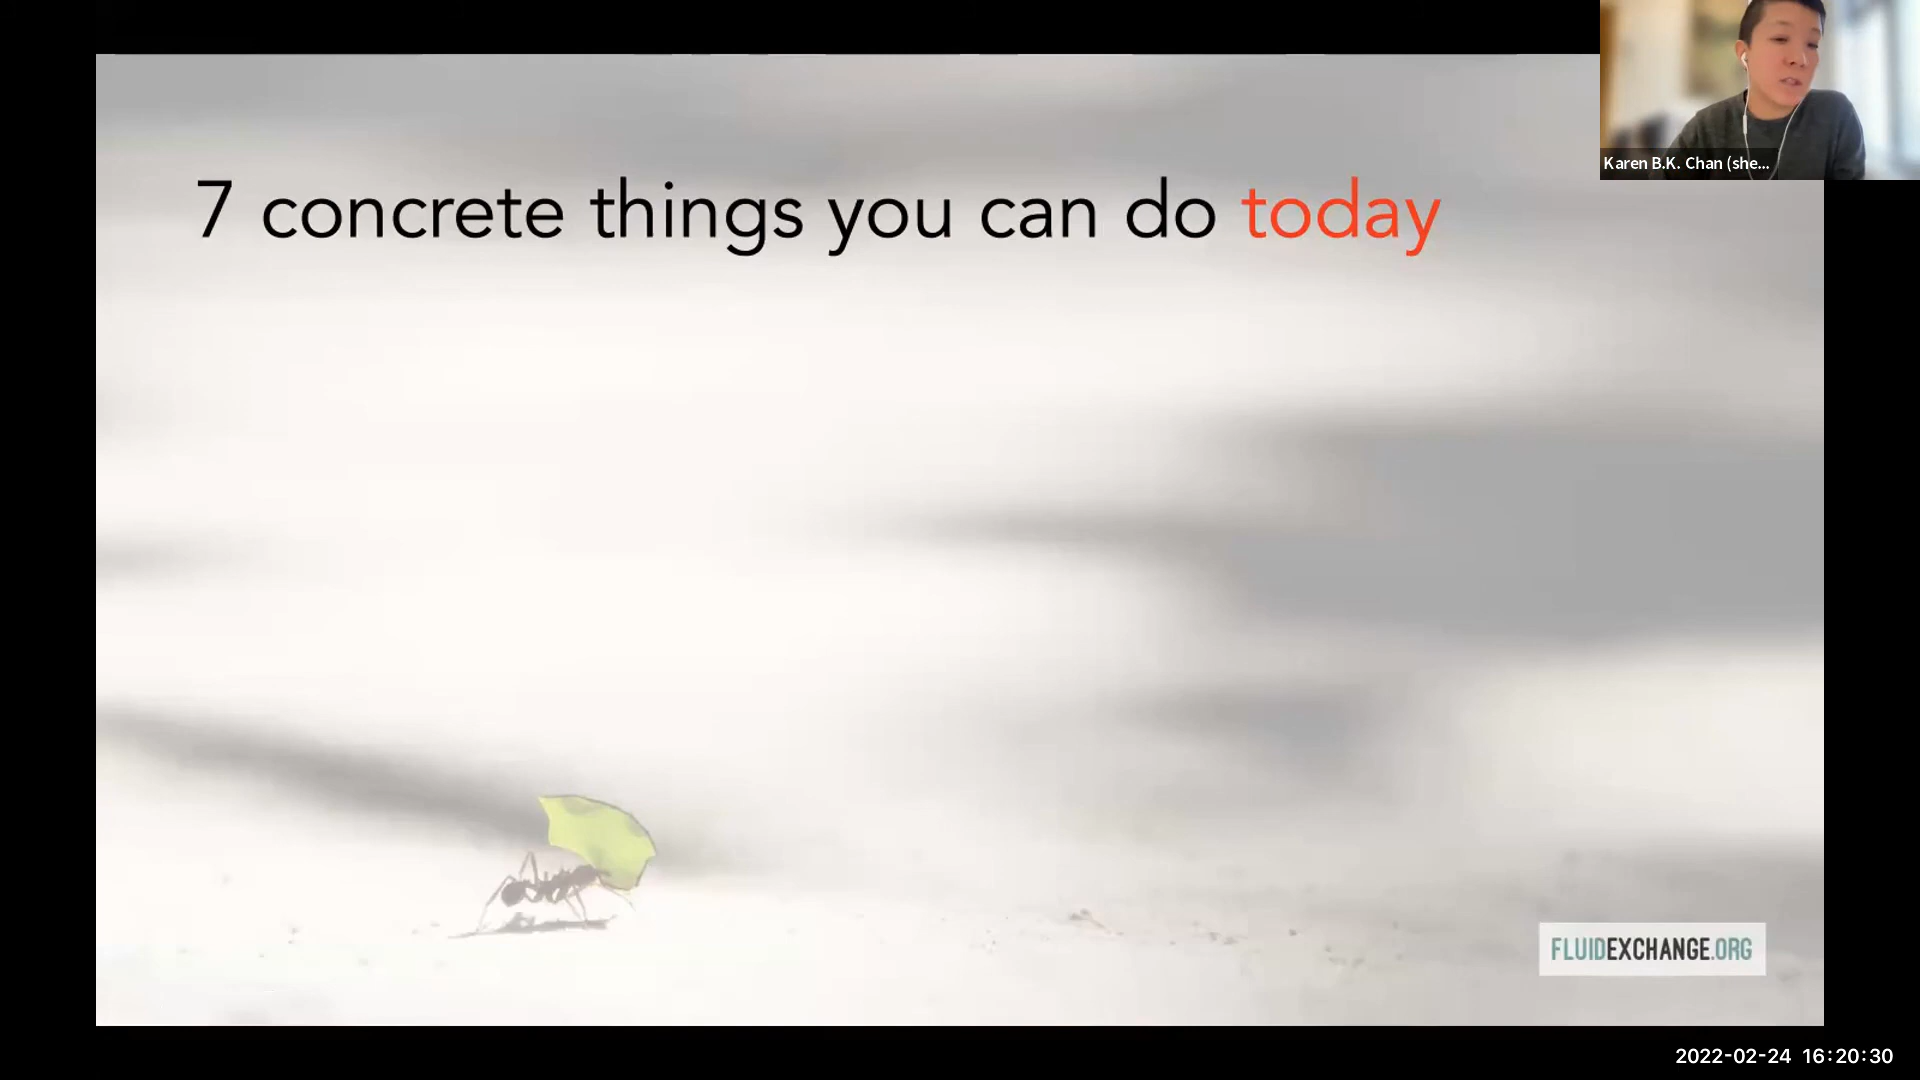 7 concrete things you can do today
Karen B.K. Chan (she...
FLUIDEXCHANGE.ORG
2022-02-24 16:20:30